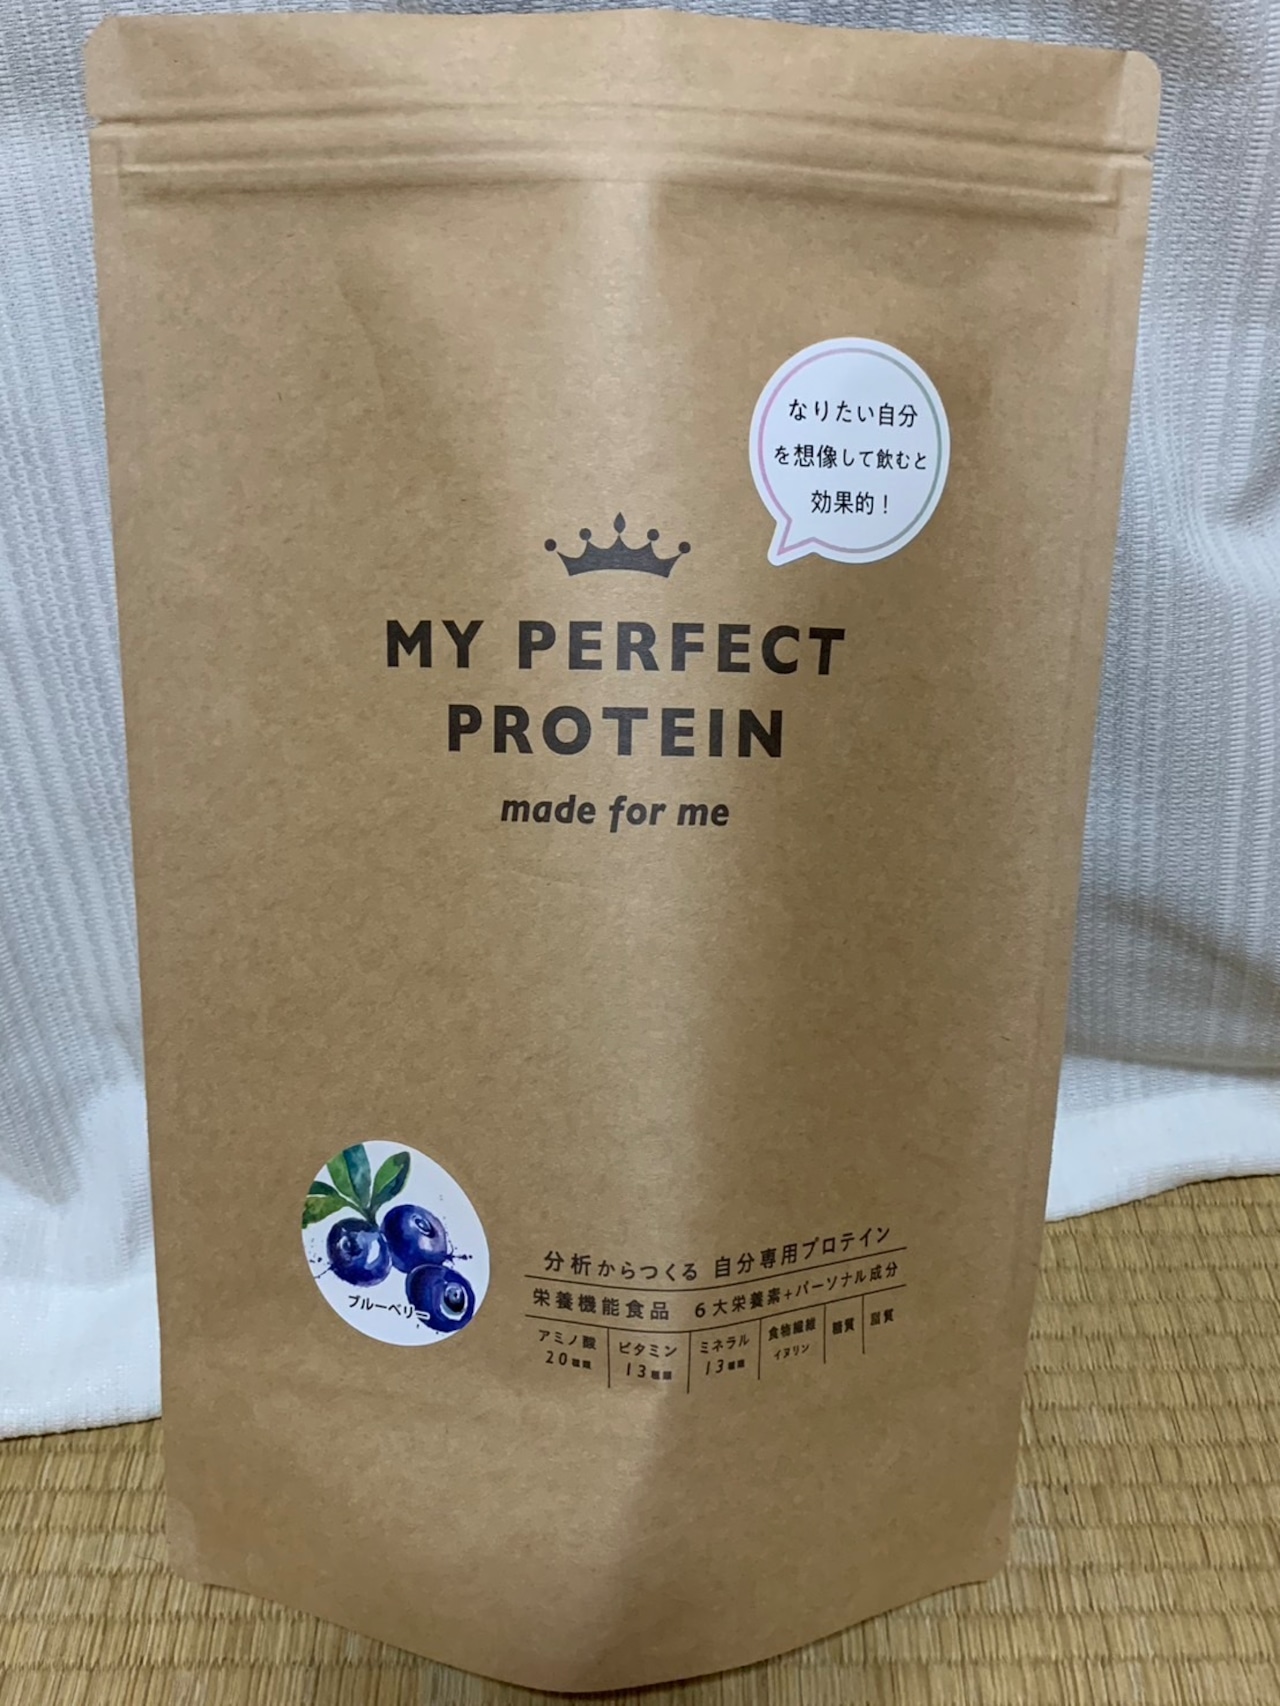 なりたい自分
を想像して飲むと
効果的！
MY PERFECT
PROTEIN
made for me
ブルーベリー
分析からつくる 自分専用プロテイン
栄養機能食品 6大栄養素+パーソナル成分
アミノ酸 ビタミン ミネラル 食物繊維 糖質 脂質
20種類 13種類 13種類 イヌリン